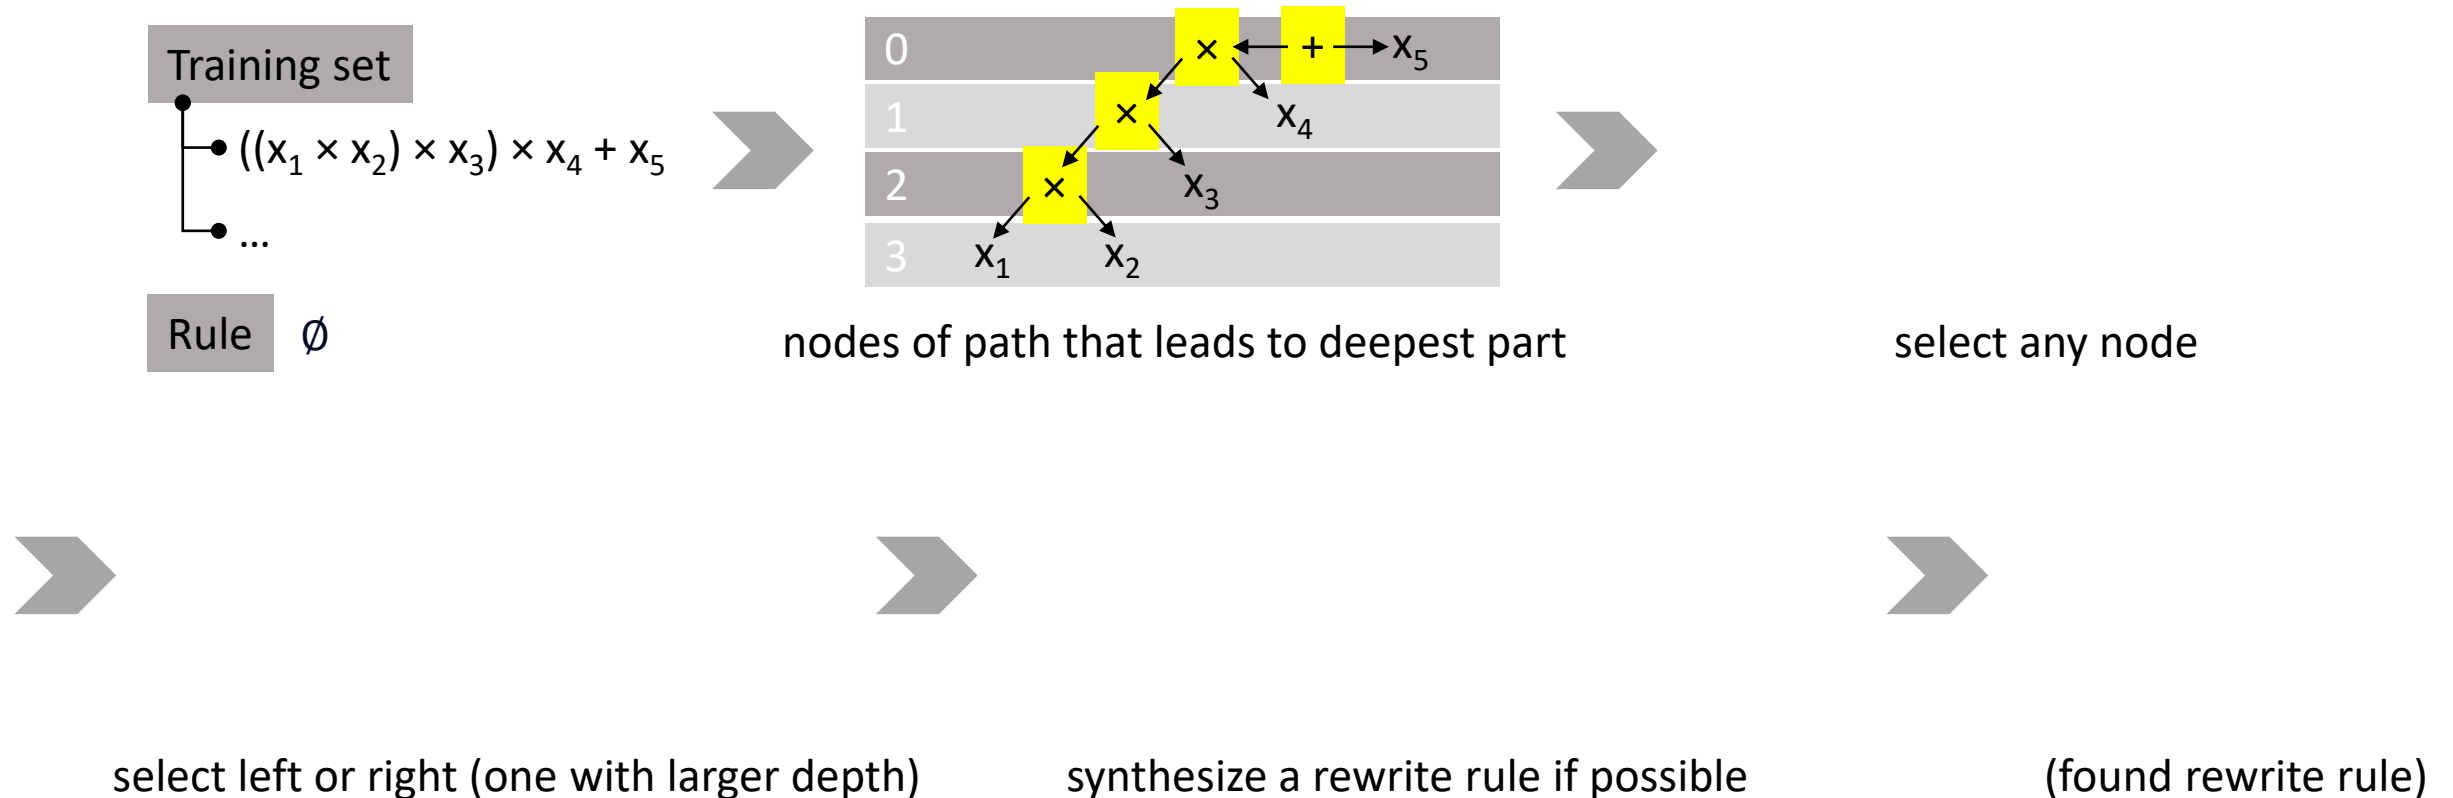 Training set
((x₁ × x₂) × x₃) × x₄ + x₅
...
Rule ∅
0 × + x₅
1 × x₄
2 × x₃
3 x₁ x₂
nodes of path that leads to deepest part
select any node
select left or right (one with larger depth)
synthesize a rewrite rule if possible
(found rewrite rule)